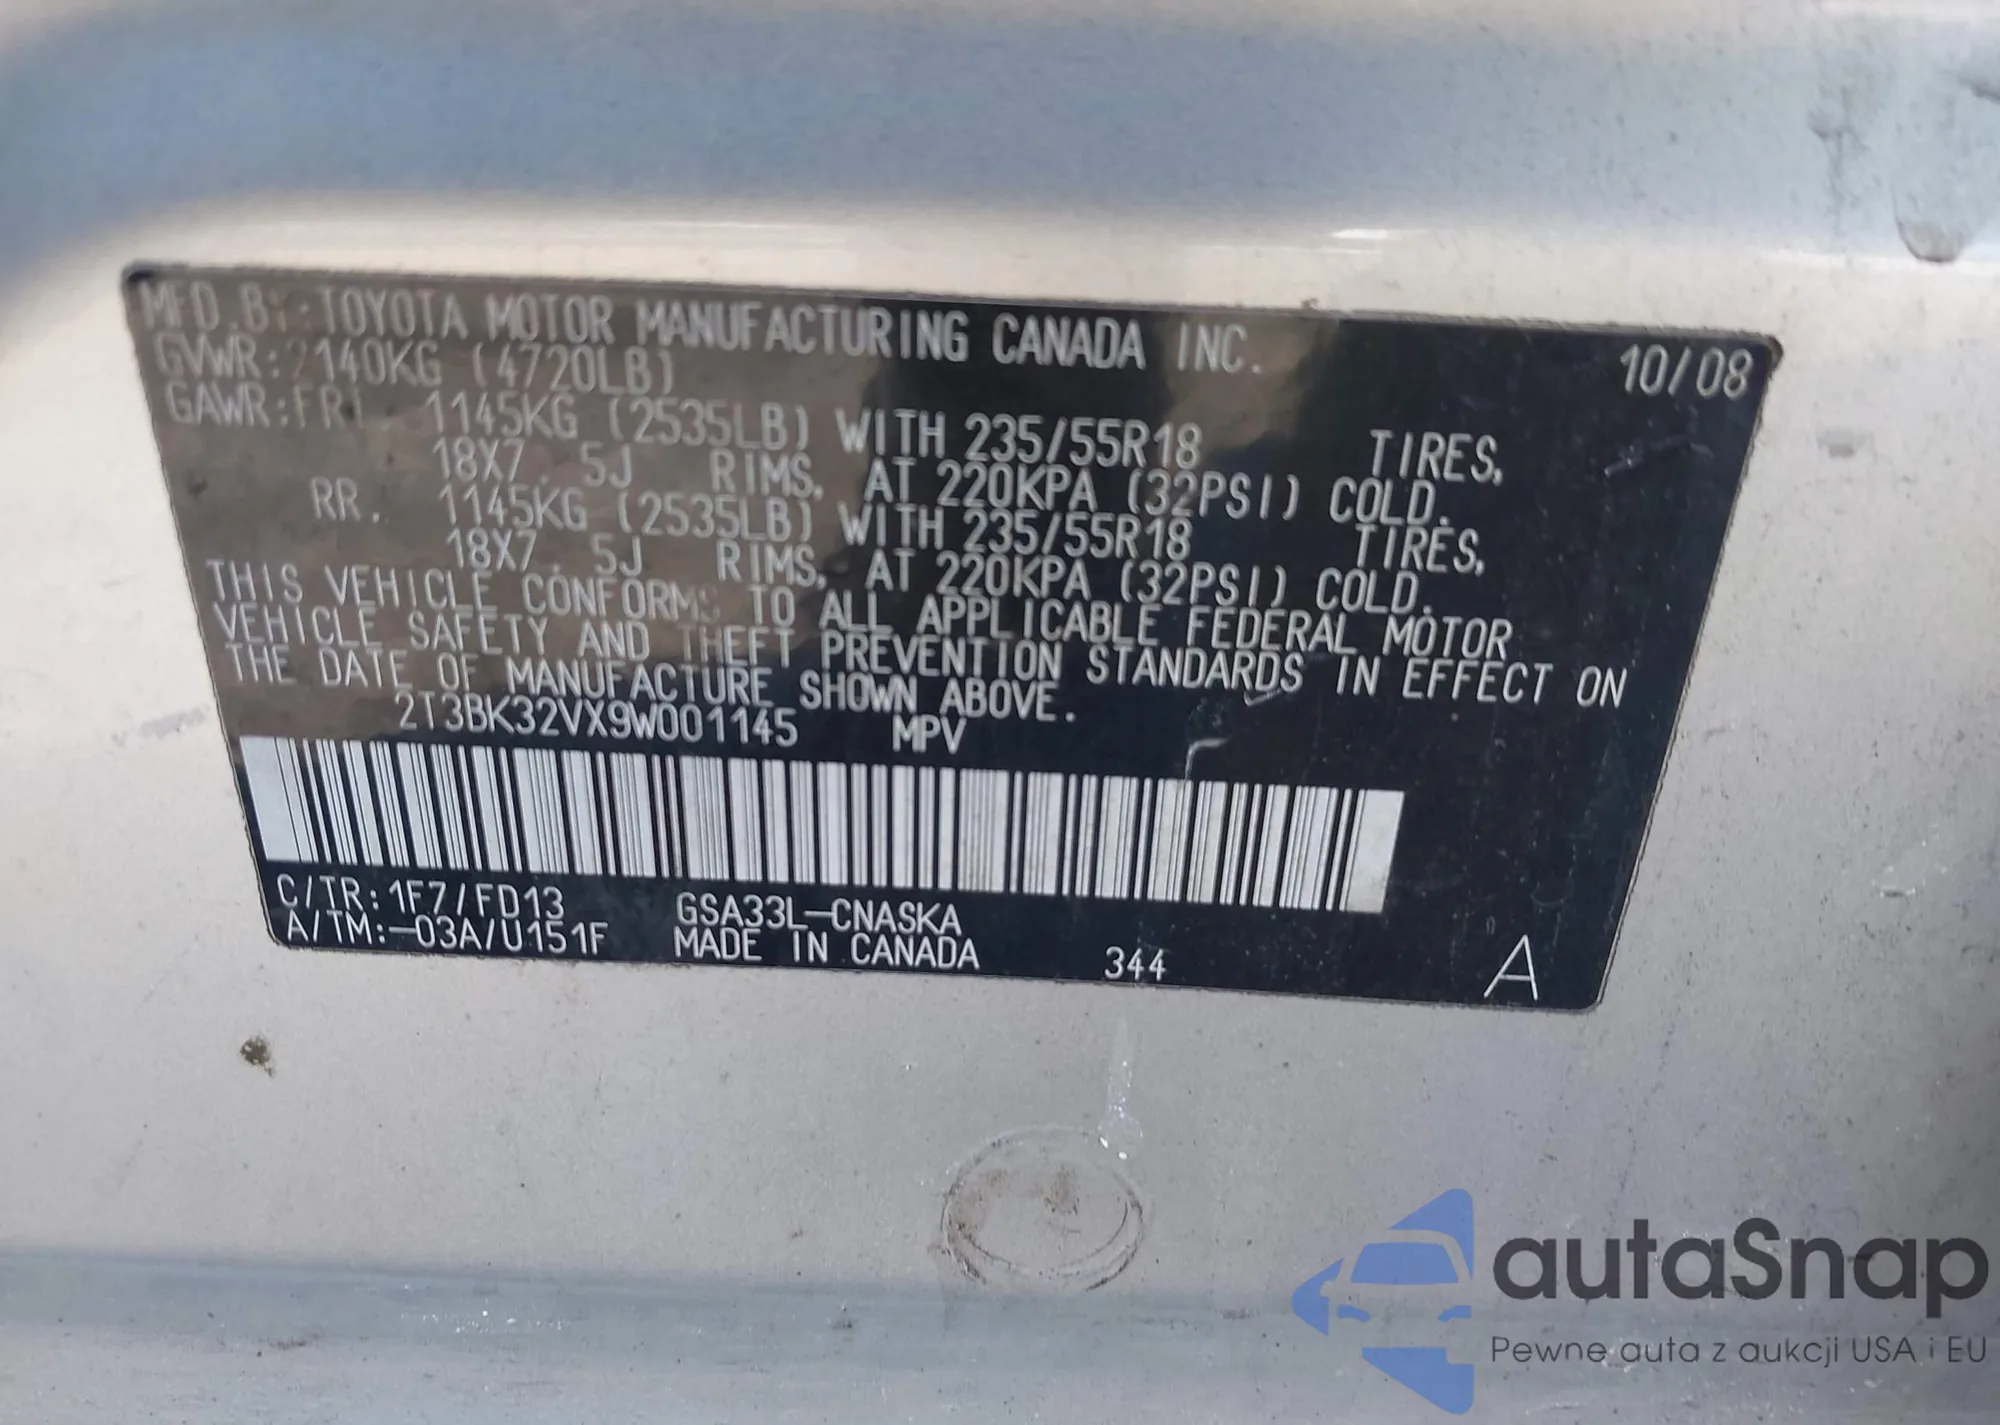 MFD.BY:TOYOTA MOTOR MANUFACTURING CANADA INC. 10/08
GVWR:2140KG (4720LB)
GAWR:FRT. 1145KG (2535LB) WITH 235/55R18 TIRES,
18X7.5J RIMS, AT 220KPA (32PSI) COLD.
RR. 1145KG (2535LB) WITH 235/55R18 TIRES,
18X7.5J RIMS, AT 220KPA (32PSI) COLD.
THIS VEHICLE CONFORMS TO ALL APPLICABLE FEDERAL MOTOR
VEHICLE SAFETY AND THEFT PREVENTION STANDARDS IN EFFECT ON
THE DATE OF MANUFACTURE SHOWN ABOVE.
2T3BK32VX9W001145 MPV
C/TR:1F7/FD13 GSA33L-CNASKA
A/TM:-03A/U151F MADE IN CANADA 344 A
autaSnap
Pewne auta z aukcji USA i EU